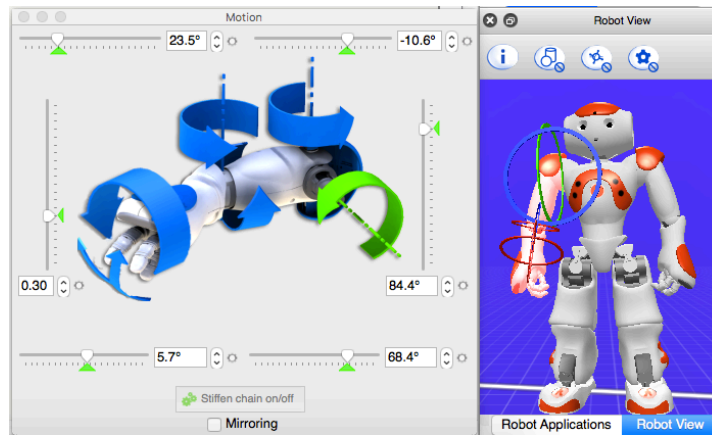 Motion
23.5°
-10.6°
0.30
84.4°
5.7°
68.4°
Stiffen chain on/off
Mirroring
Robot View
i
Robot Applications
Robot View